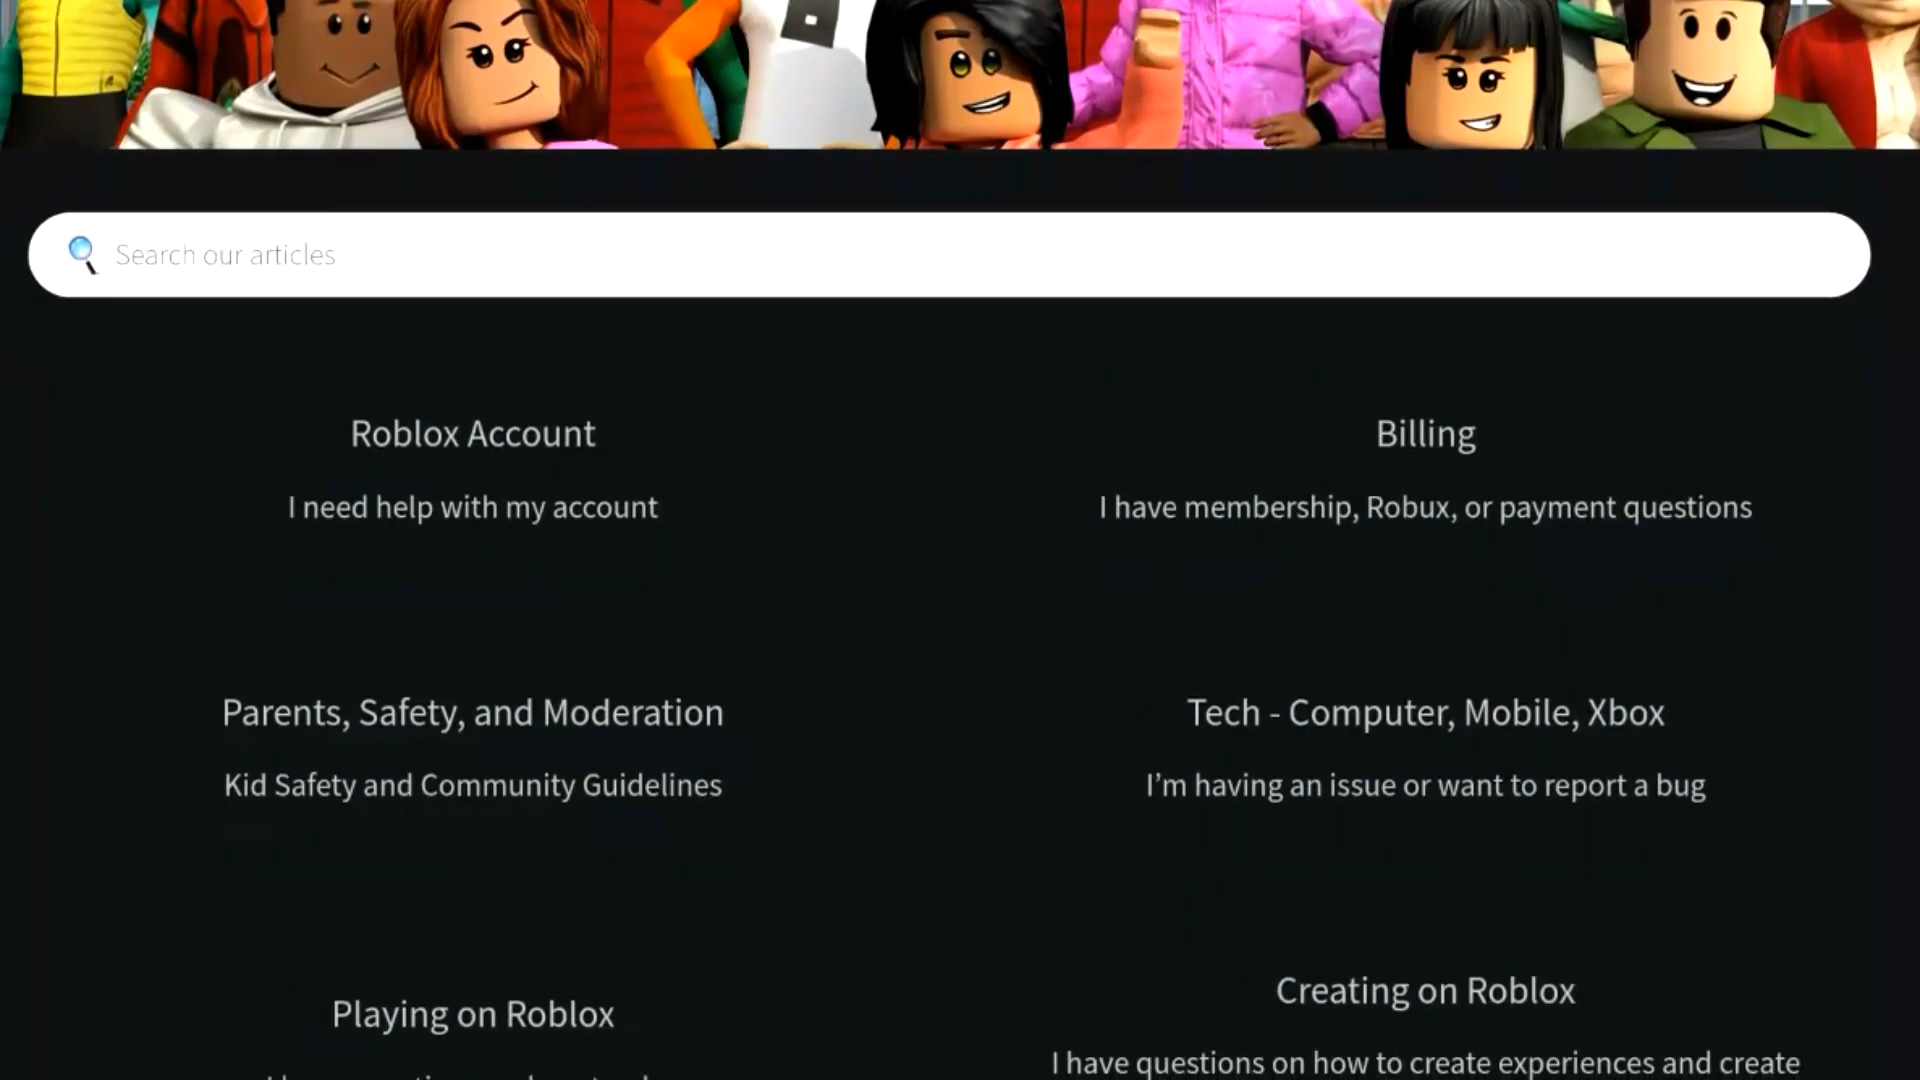 Search our articles
Roblox Account
I need help with my account
Billing
I have membership, Robux, or payment questions
Parents, Safety, and Moderation
Kid Safety and Community Guidelines
Tech - Computer, Mobile, Xbox
I’m having an issue or want to report a bug
Playing on Roblox
Creating on Roblox
I have questions on how to create experiences and create